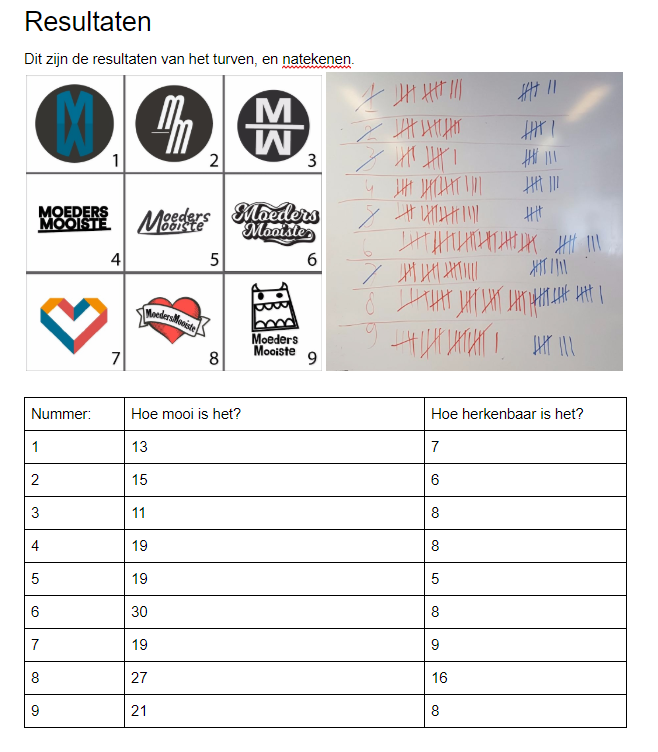 Resultaten
Dit zijn de resultaten van het turven, en natekenen.
1
2
3
MOEDERS
MOOISTE
4
Moeders
Mooiste
5
Moeders
Mooiste
6
7
MoedersMooiste
8
Moeders
Mooiste
9
1
2
3
4
5
6
7
8
9
Nummer: Hoe mooi is het? Hoe herkenbaar is het?
1 13 7
2 15 6
3 11 8
4 19 8
5 19 5
6 30 8
7 19 9
8 27 16
9 21 8